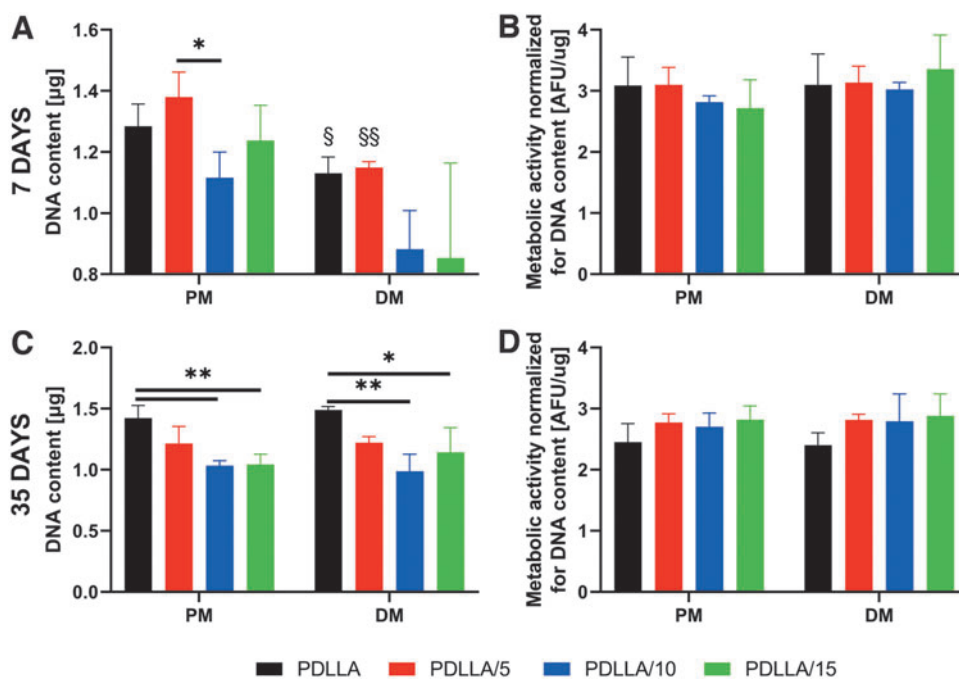 A
B
7 DAYS
DNA content [µg]
1.6
1.4
1.2
1.0
0.8
*
§ §§
PM DM
Metabolic activity normalized
for DNA content [AFU/ug]
4
3
2
1
0
PM DM
C
D
35 DAYS
DNA content [µg]
2.0
1.5
1.0
0.5
0.0
**
*
**
PM DM
Metabolic activity normalized
for DNA content [AFU/ug]
4
3
2
1
0
PM DM
PDLLA PDLLA/5 PDLLA/10 PDLLA/15